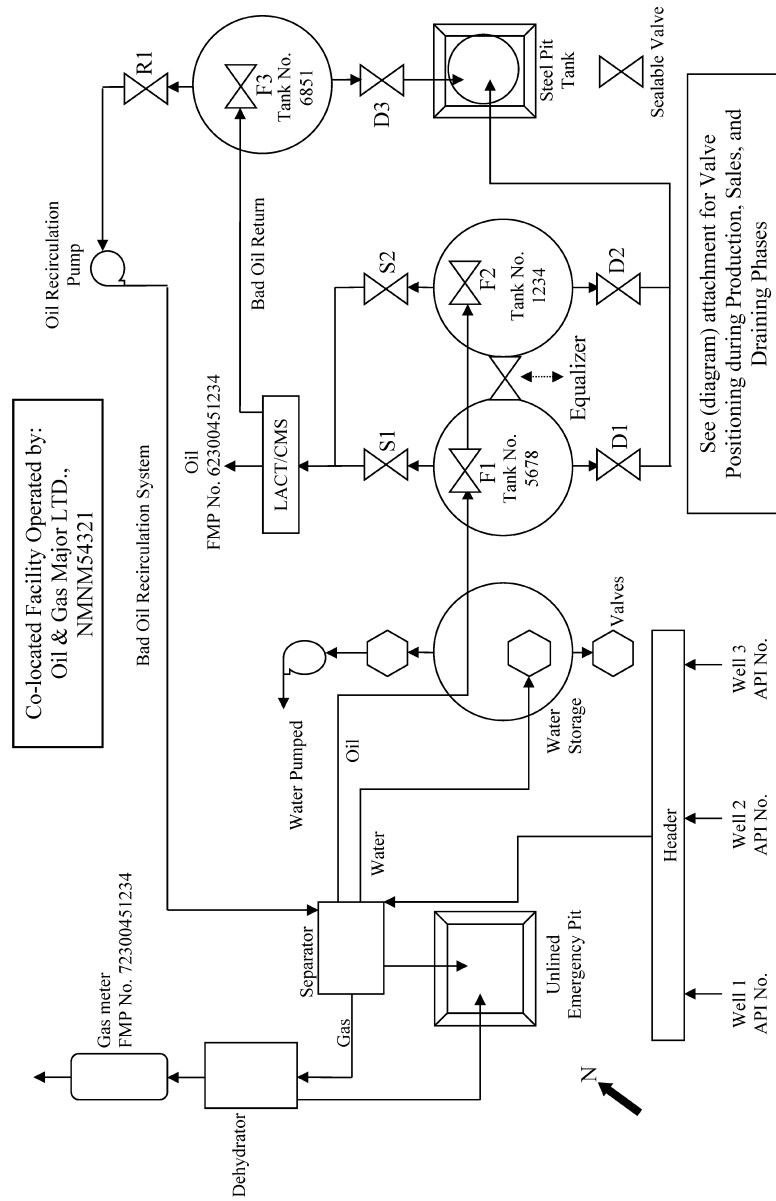 Co-located Facility Operated by:
Oil & Gas Major LTD.,
NMNM54321
Gas meter
FMP No. 72300451234
Bad Oil Recirculation System
Oil Recirculation
Pump
R1
Oil
FMP No. 62300451234
F3
Tank No.
6851
Dehydrator
Gas
Separator
Oil
Water
Water Pumped
LACT/CMS
Bad Oil Return
D3
S1
S2
Unlined
Emergency Pit
Water
Storage
Valves
F1
Tank No.
5678
F2
Tank No.
1234
Equalizer
Steel Pit
Tank
D1
D2
Sealable Valve
N
Header
Well 1
API No.
Well 2
API No.
Well 3
API No.
See (diagram) attachment for Valve
Positioning during Production, Sales, and
Draining Phases